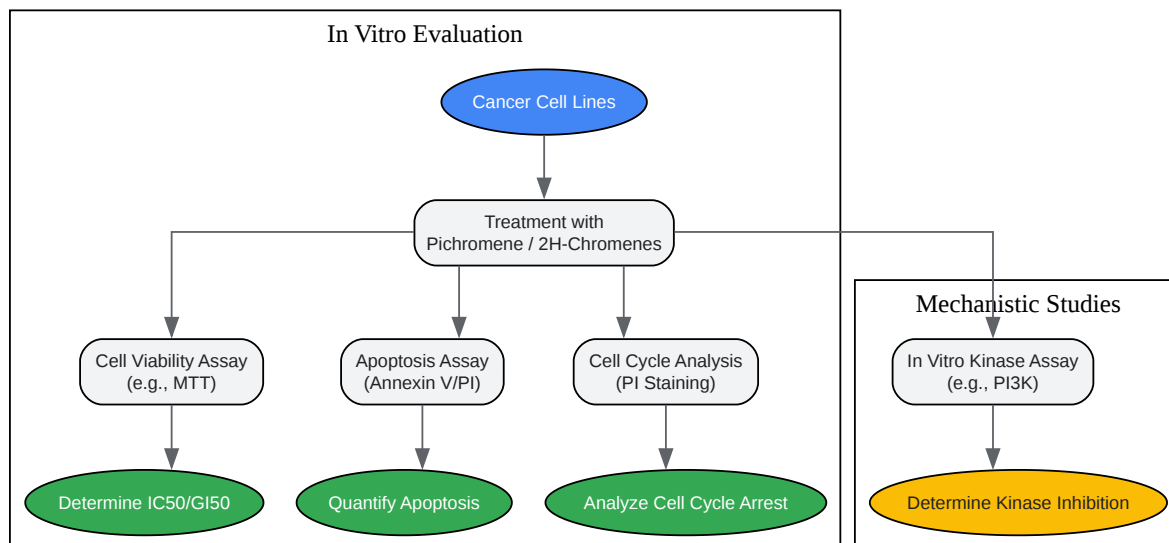 In Vitro Evaluation
Cancer Cell Lines
Treatment with
Pichromene / 2H-Chromenes
Mechanistic Studies
Cell Viability Assay
(e.g., MTT)
Apoptosis Assay
(Annexin V/PI)
Cell Cycle Analysis
(PI Staining)
In Vitro Kinase Assay
(e.g., PI3K)
Determine IC50/GI50
Quantify Apoptosis
Analyze Cell Cycle Arrest
Determine Kinase Inhibition